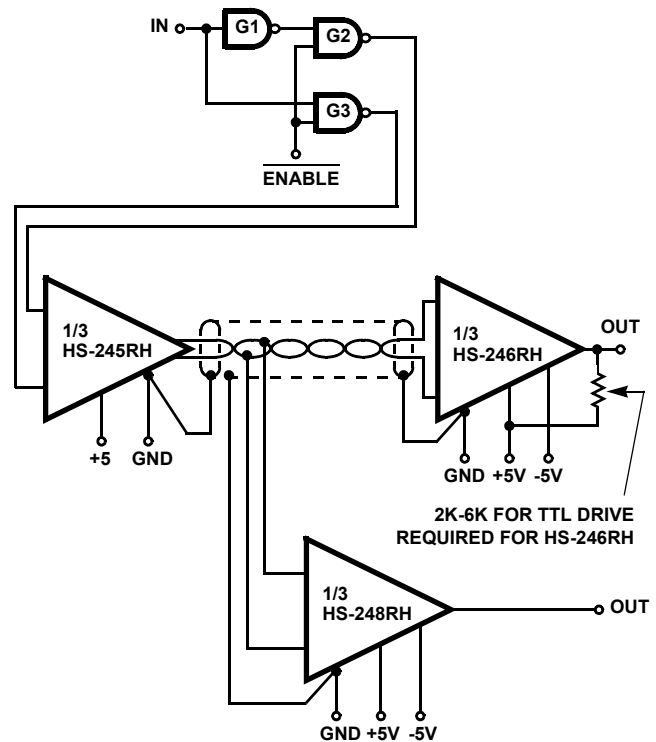 IN
G1
G2
G3
ENABLE
1/3
HS-245RH
+5
GND
1/3
HS-246RH
OUT
GND +5V -5V
2K-6K FOR TTL DRIVE
REQUIRED FOR HS-246RH
1/3
HS-248RH
OUT
GND +5V -5V